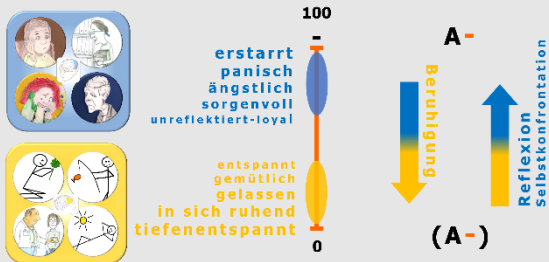 100
-
erstarrt
panisch
ängstlich
sorgenvoll
unreflektiert-loyal
entspannt
gemütlich
gelassen
in sich ruhend
tiefenentspannt
0
A-
Beruhigung
Reflexion
Selbstkonfrontation
(A-)